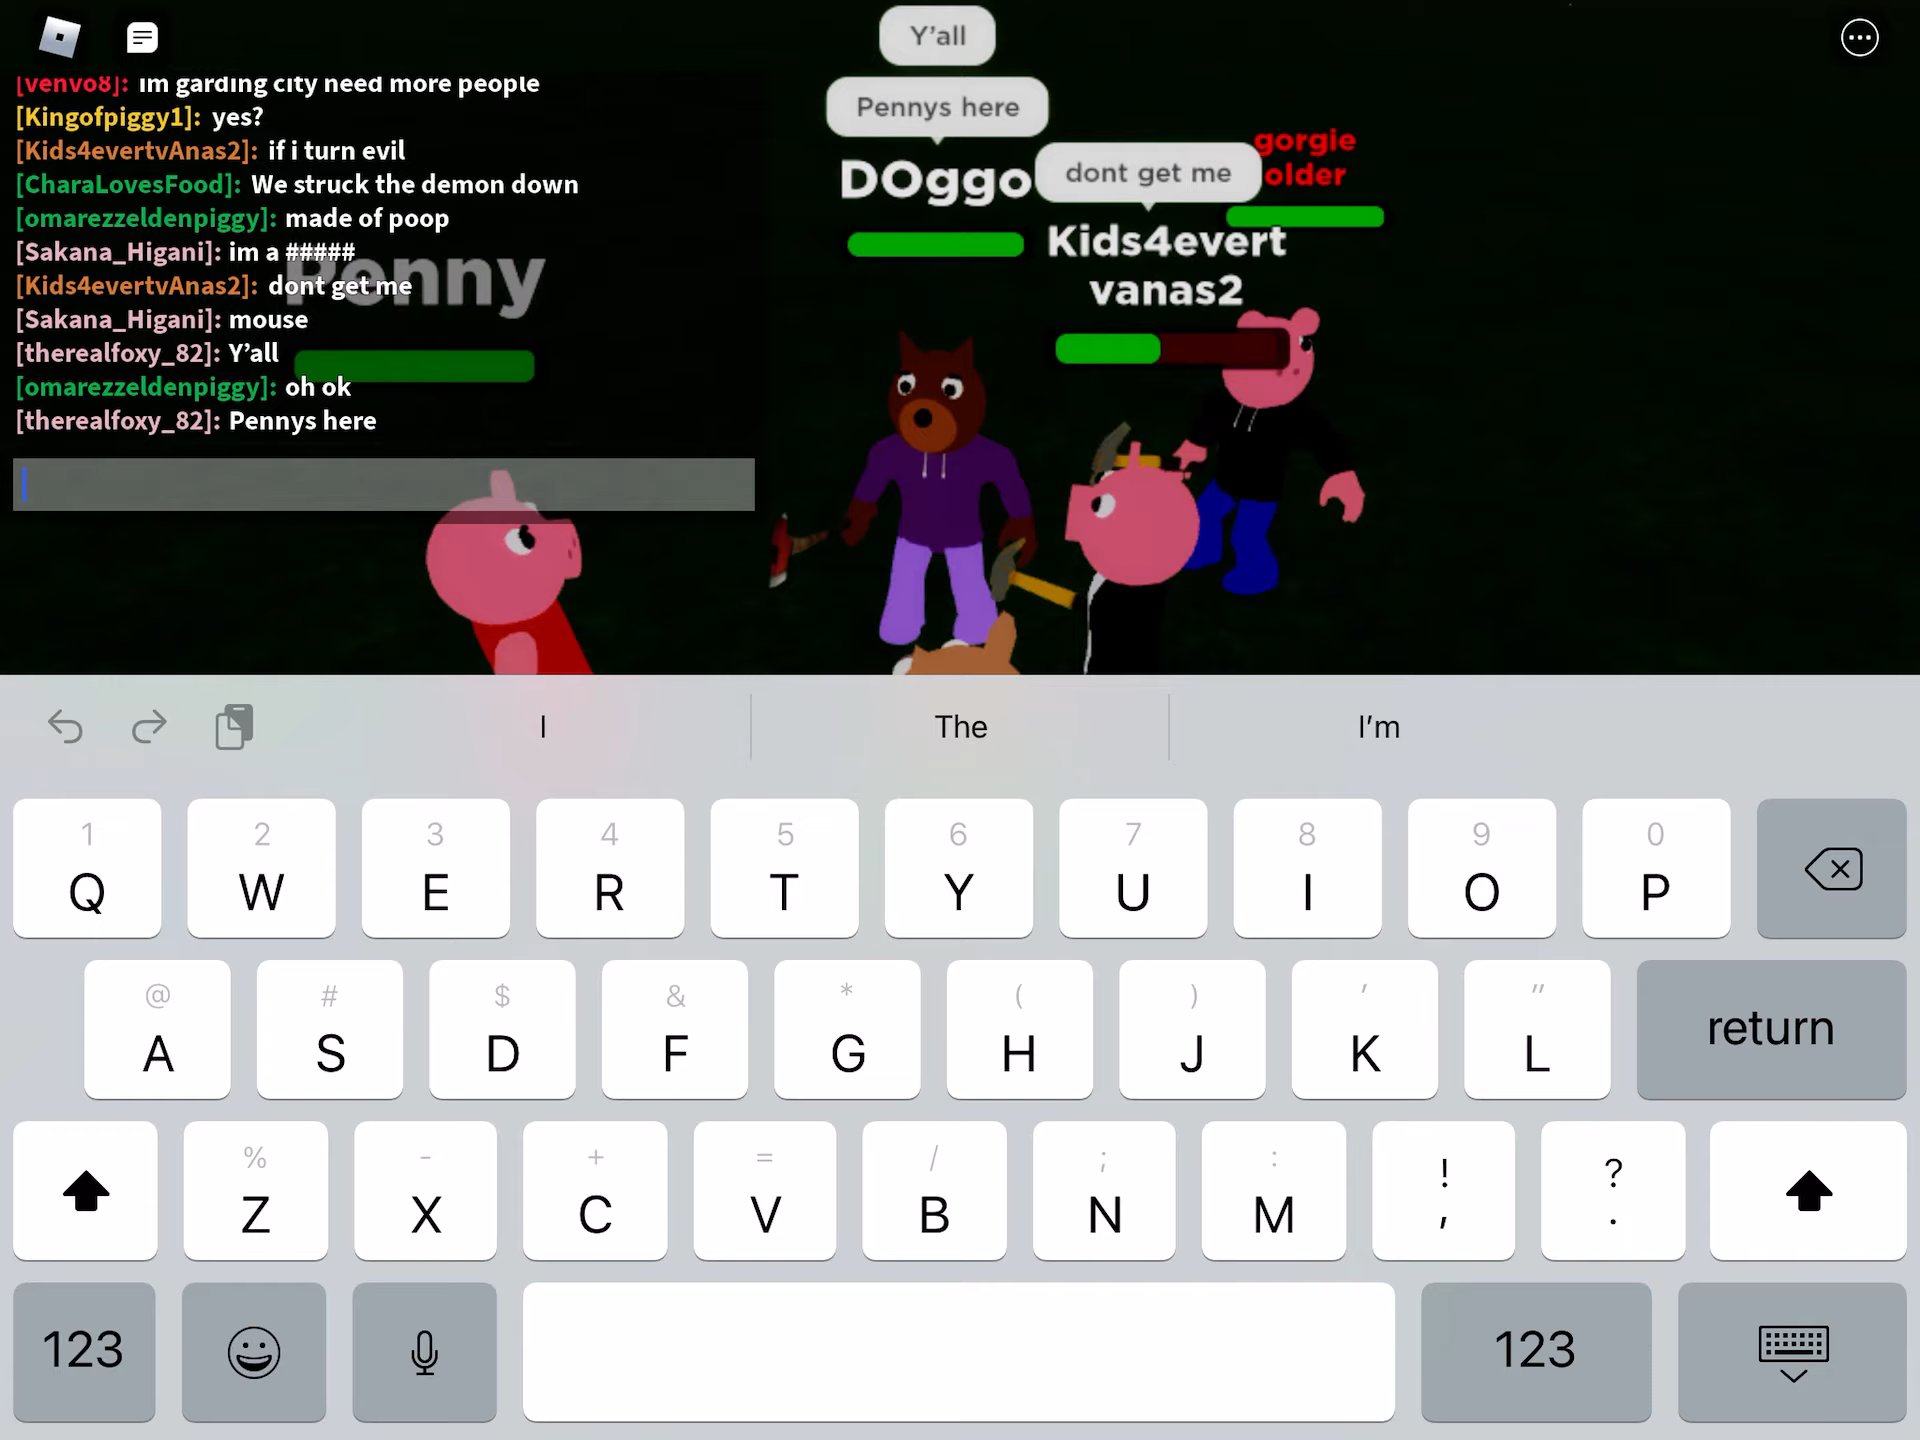 [venvo8]: im garding city need more people
[Kingofpiggy1]: yes?
[Kids4evertvAnas2]: if i turn evil
[CharaLovesFood]: We struck the demon down
[omarezzeldenpiggy]: made of poop
[Sakana_Higani]: im a #####
[Kids4evertvAnas2]: dont get me
[Sakana_Higani]: mouse
[therealfoxy_82]: Y'all
[omarezzeldenpiggy]: oh ok
[therealfoxy_82]: Pennys here
Penny
Y'all
Pennys here
DOggo
dont get me
Kids4evert
vanas2
gorgie
older
I The I'm
1 2 3 4 5 6 7 8 9 0
Q W E R T Y U I O P
@ # $ & * ( ) ' "
A S D F G H J K L return
% - + = / ; : ! ?
Z X C V B N M , .
123 123